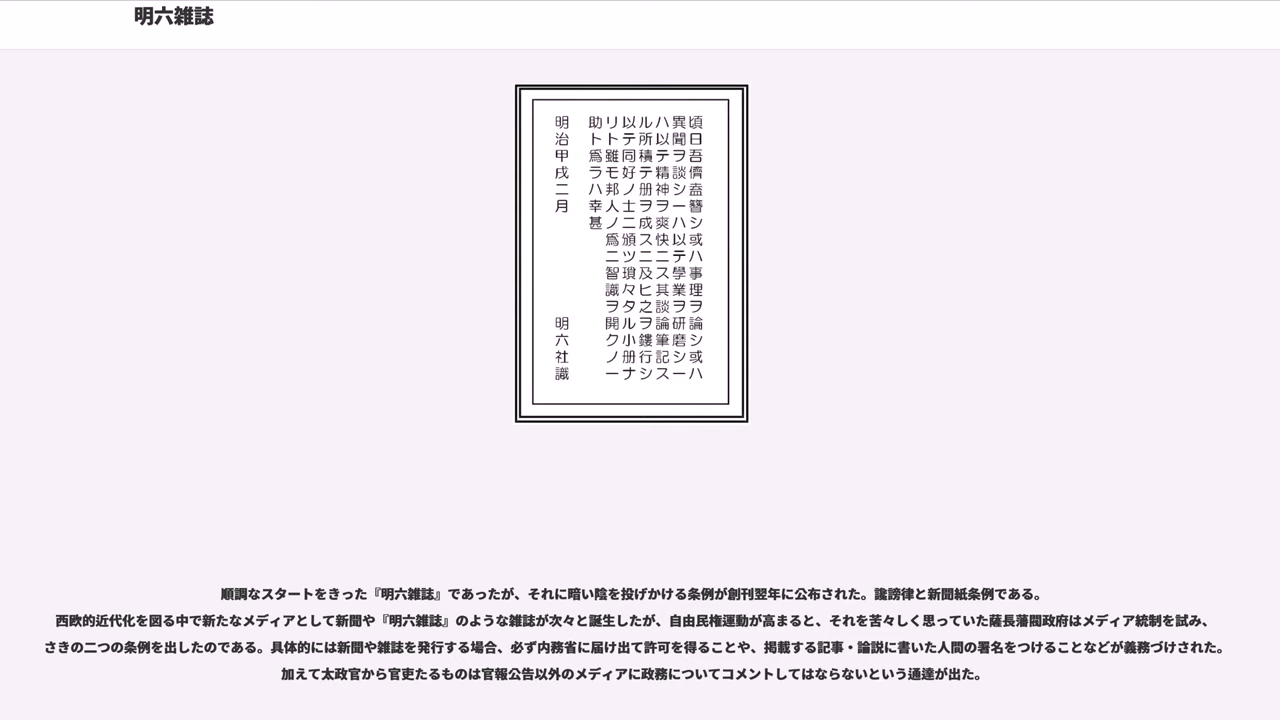 明六雑誌
頃日吾儕盍簪シ或ハ事理ヲ論シ或ハ
異聞ヲ談シ一ハ以テ學業ヲ研磨シ一
ハ以テ精神ヲ爽快ニス其談論筆記ス
ル所積テ册ヲ成スニ及ヒ之ヲ鏤行シ
以テ同好ノ士ニ頒ツ瑣々タル小册ナ
リト雖モ邦人ノ爲ニ智識ヲ開クノ一
助ト爲ラハ幸甚
明治甲戌二月 明六社識
順調なスタートをきった『明六雑誌』であったが、それに暗い陰を投げかける条例が創刊翌年に公布された。讒謗律と新聞紙条例である。
西欧的近代化を図る中で新たなメディアとして新聞や『明六雑誌』のような雑誌が次々と誕生したが、自由民権運動が高まると、それを苦々しく思っていた薩長藩閥政府はメディア統制を試み、
さきの二つの条例を出したのである。具体的には新聞や雑誌を発行する場合、必ず内務省に届け出て許可を得ることや、掲載する記事・論説に書いた人間の署名をつけることなどが義務づけされた。
加えて太政官から官吏たるものは官報公告以外のメディアに政務についてコメントしてはならないという通達が出た。